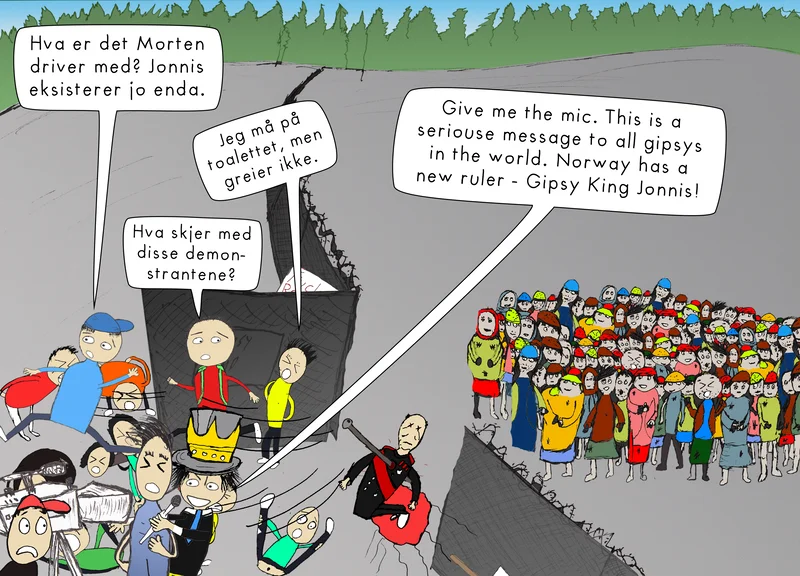 Hva er det Morten
driver med? Jonnis
eksisterer jo enda.
Jeg må på
toalettet, men
greier ikke.
Give me the mic. This is a
seriouse message to all gipsys
in the world. Norway has a
new ruler - Gipsy King Jonnis!
Hva skjer med
disse demon-
strantene?